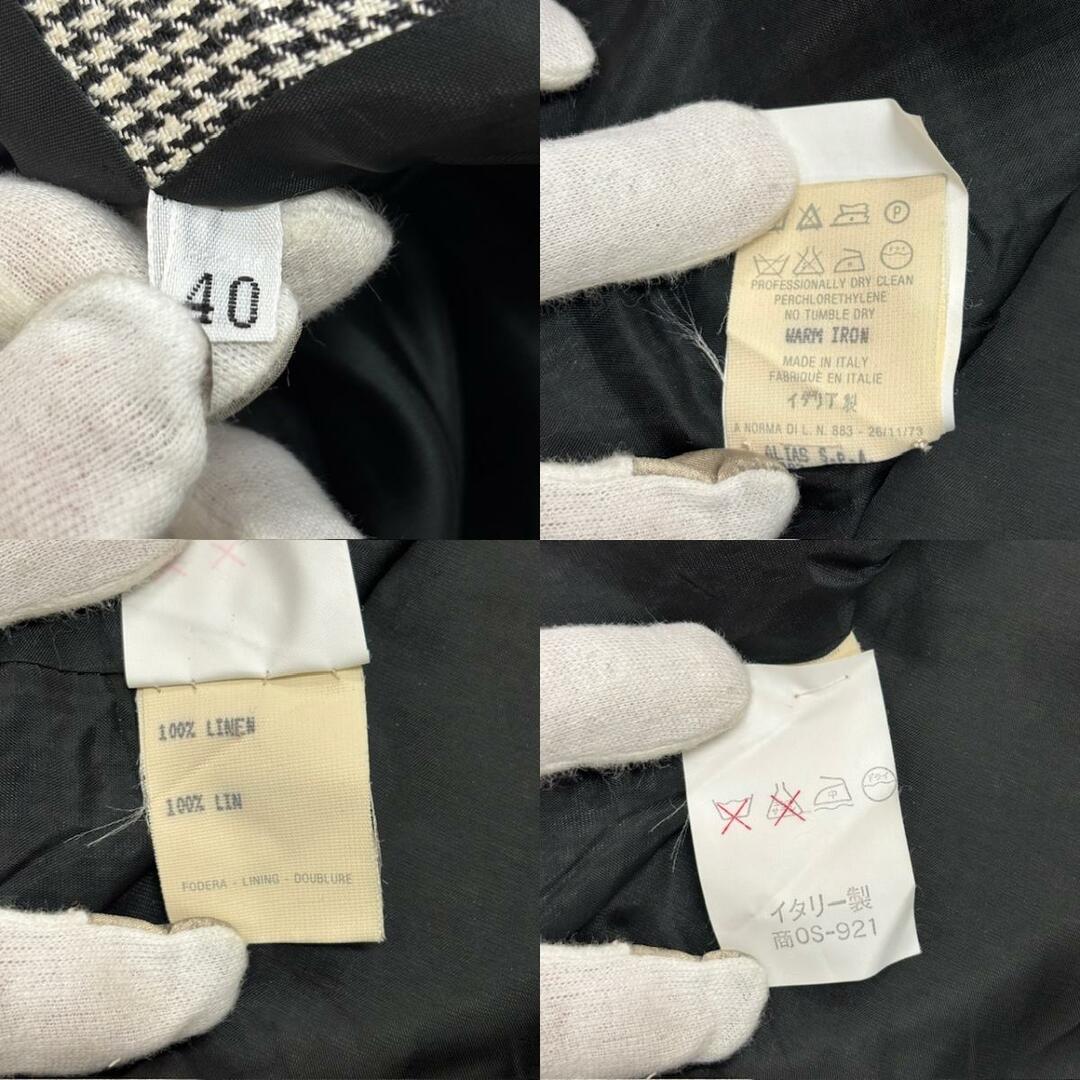 40
P
PROFESSIONALLY DRY CLEAN
PERCHLORETHYLENE
NO TUMBLE DRY
WARM IRON
MADE IN ITALY
FABRIQUÉ EN ITALIE
イタリア製
A NORMA DI L. N. 883 - 26/11/73
ALIAS S.p.A.
100% LINEN
100% LIN
FODERA - LINING - DOUBLURE
中
ドライ
イタリー製
商OS-921